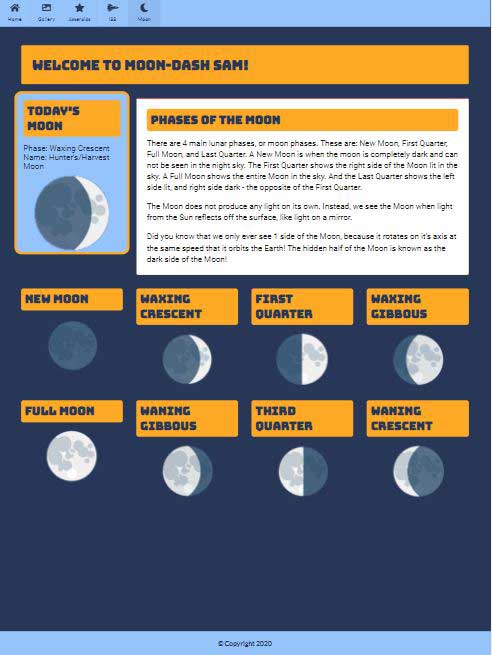 Home
Gallery
Asteroids
ISS
Moon
WELCOME TO MOON-DASH SAM!
TODAY'S
MOON
Phase: Waxing Crescent
Name: Hunter's/Harvest
Moon
PHASES OF THE MOON
There are 4 main lunar phases, or moon phases. These are: New Moon, First Quarter,
Full Moon, and Last Quarter. A New Moon is when the moon is completely dark and can
not be seen in the night sky. The First Quarter shows the right side of the Moon lit in the
sky. A Full Moon shows the entire Moon in the sky. And the Last Quarter shows the left
side lit, and right side dark - the opposite of the First Quarter.
The Moon does not produce any light on its own. Instead, we see the Moon when light
from the Sun reflects off the surface, like light on a mirror.
Did you know that we only ever see 1 side of the Moon, because it rotates on it's axis at
the same speed that it orbits the Earth! The hidden half of the Moon is known as the
dark side of the Moon!
NEW MOON
WAXING
CRESCENT
FIRST
QUARTER
WAXING
GIBBOUS
FULL MOON
WANING
GIBBOUS
THIRD
QUARTER
WANING
CRESCENT
© Copyright 2020